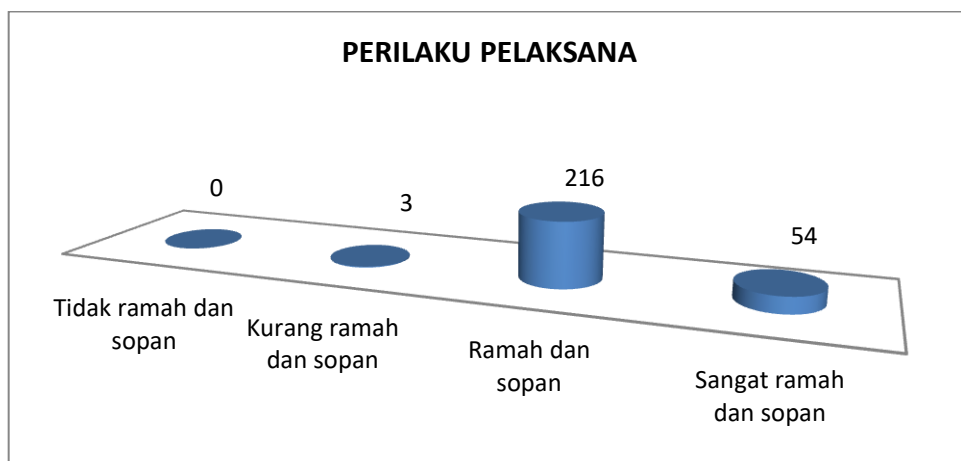 PERILAKU PELAKSANA
0
3
216
54
Tidak ramah dan
sopan
Kurang ramah
dan sopan
Ramah dan
sopan
Sangat ramah
dan sopan